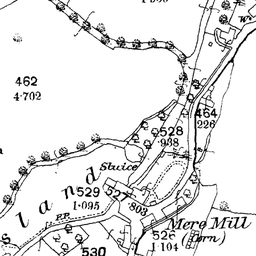 W
462
4·702
464
·226
528
·938
Sluice
529
1·095
527
·803
sland
F.P.
Mere Mill
(Corn)
526
1·104
530